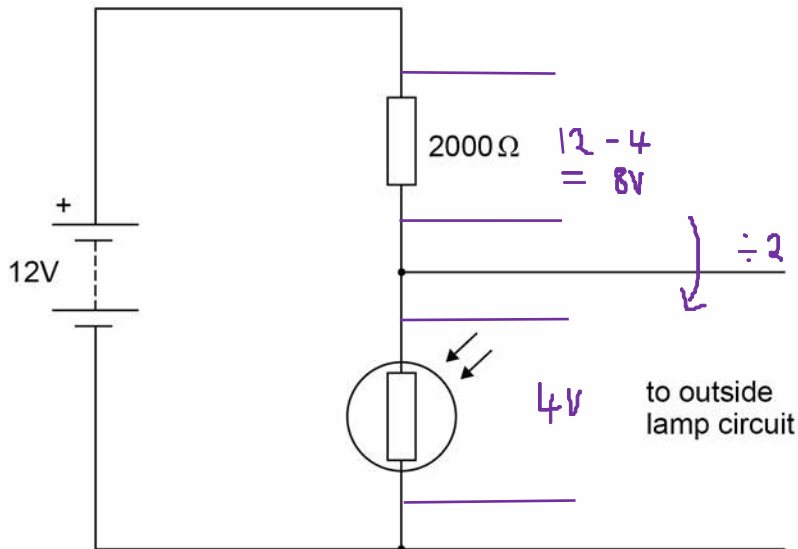 2000 Ω
12 - 4
= 8V
÷ 2
+
12V
4V
to outside
lamp circuit